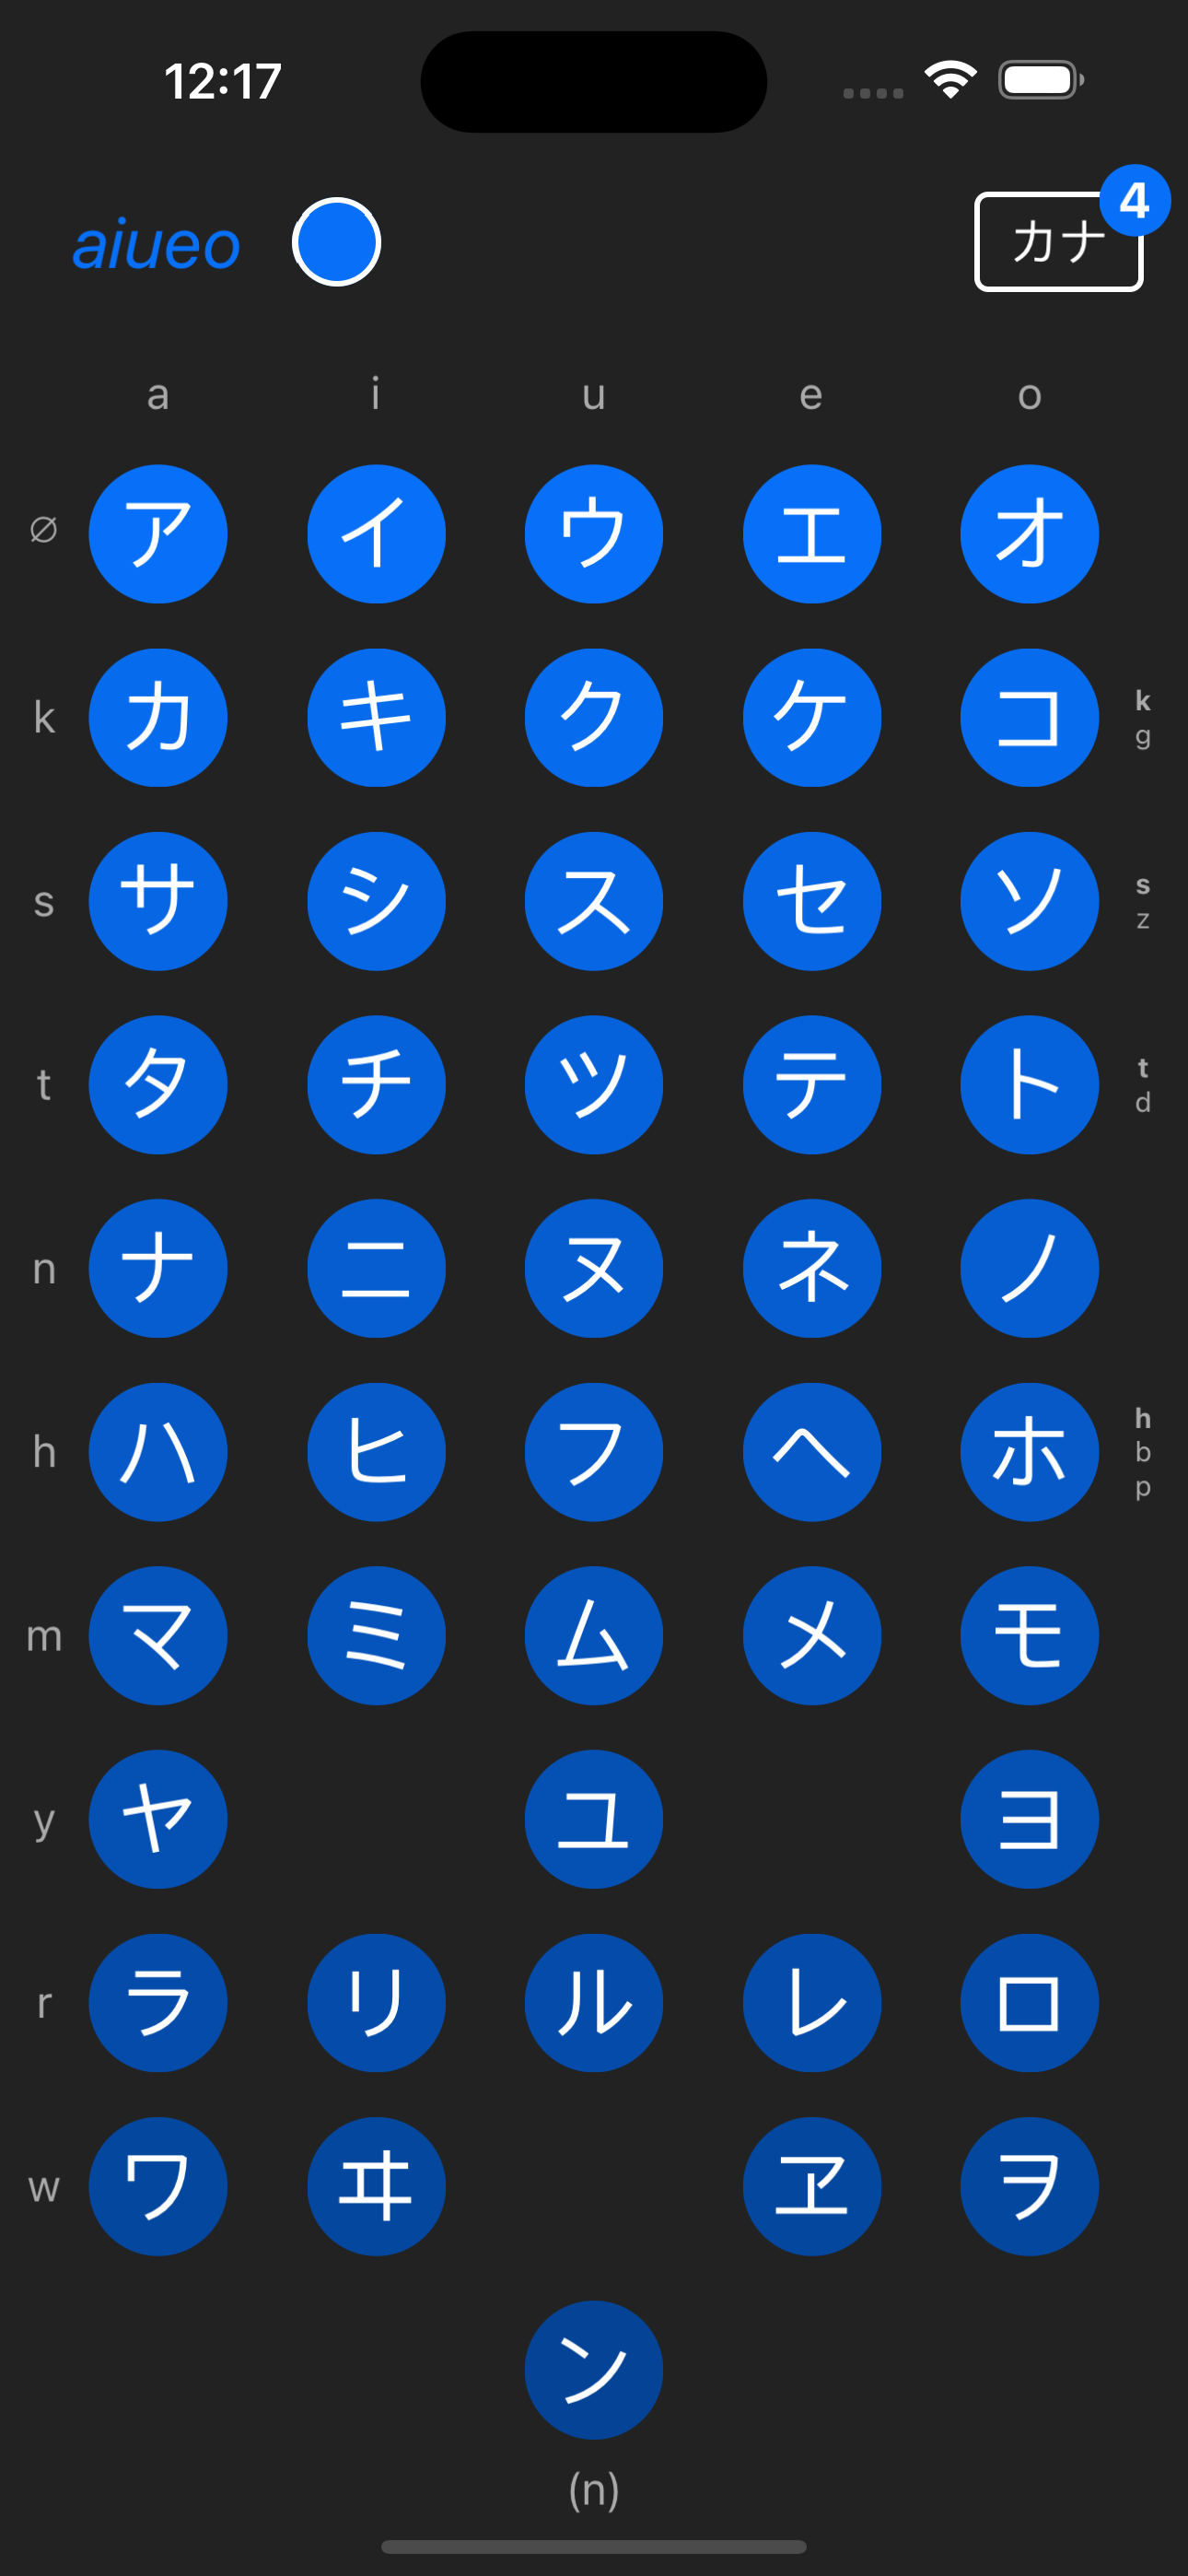 12:17
aiueo カナ 4
a i u e o
∅ ア イ ウ エ オ
k カ キ ク ケ コ k g
s サ シ ス セ ソ s z
t タ チ ツ テ ト t d
n ナ ニ ヌ ネ ノ
h ハ ヒ フ ヘ ホ h b p
m マ ミ ム メ モ
y ヤ ユ ヨ
r ラ リ ル レ ロ
w ワ ヰ ヱ ヲ
ン
(n)